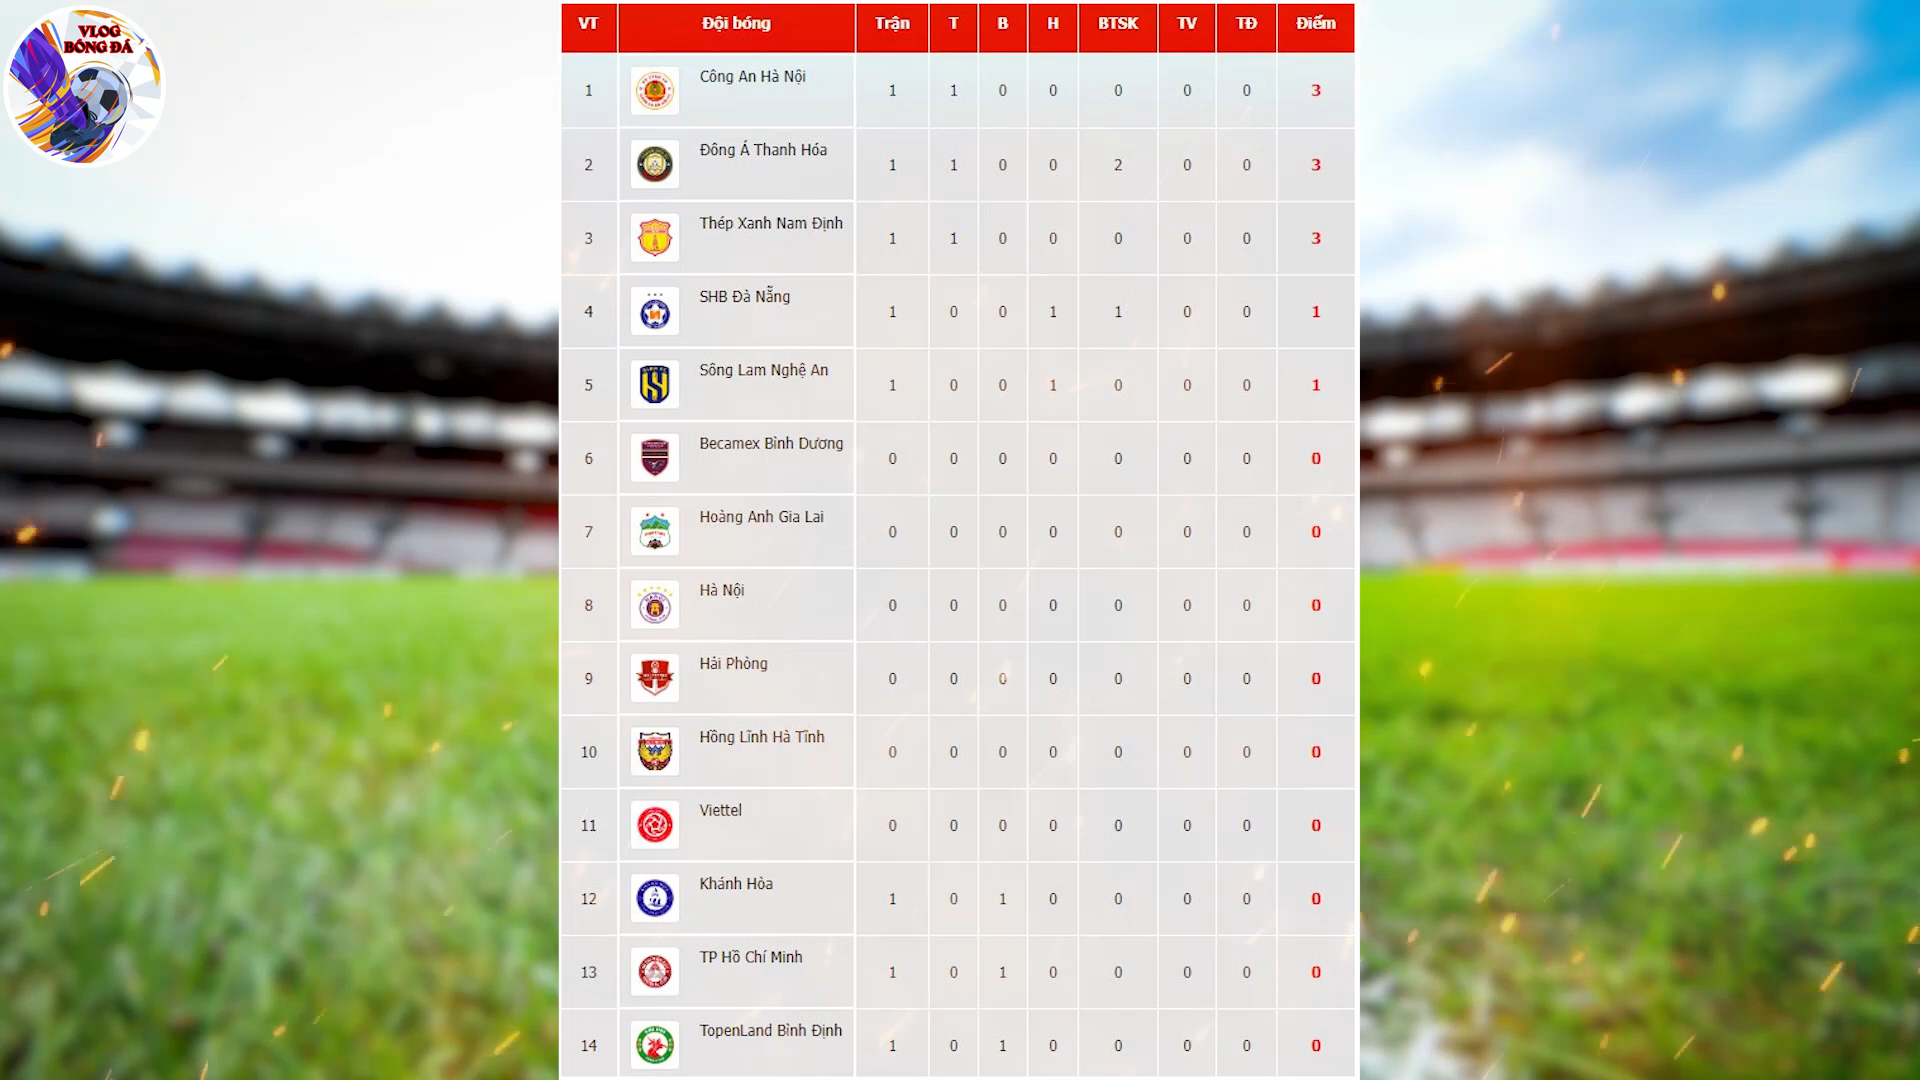 VLOG
BÓNG ĐÁ
VT Đội bóng Trận T B H BTSK TV TĐ Điểm
1 Công An Hà Nội 1 1 0 0 0 0 0 3
2 Đông Á Thanh Hóa 1 1 0 0 2 0 0 3
3 Thép Xanh Nam Định 1 1 0 0 0 0 0 3
4 SHB Đà Nẵng 1 0 0 1 1 0 0 1
5 Sông Lam Nghệ An 1 0 0 1 0 0 0 1
6 Becamex Bình Dương 0 0 0 0 0 0 0 0
7 Hoàng Anh Gia Lai 0 0 0 0 0 0 0 0
8 Hà Nội 0 0 0 0 0 0 0 0
9 Hải Phòng 0 0 0 0 0 0 0 0
10 Hồng Lĩnh Hà Tĩnh 0 0 0 0 0 0 0 0
11 Viettel 0 0 0 0 0 0 0 0
12 Khánh Hòa 1 0 1 0 0 0 0 0
13 TP Hồ Chí Minh 1 0 1 0 0 0 0 0
14 TopenLand Bình Định 1 0 1 0 0 0 0 0